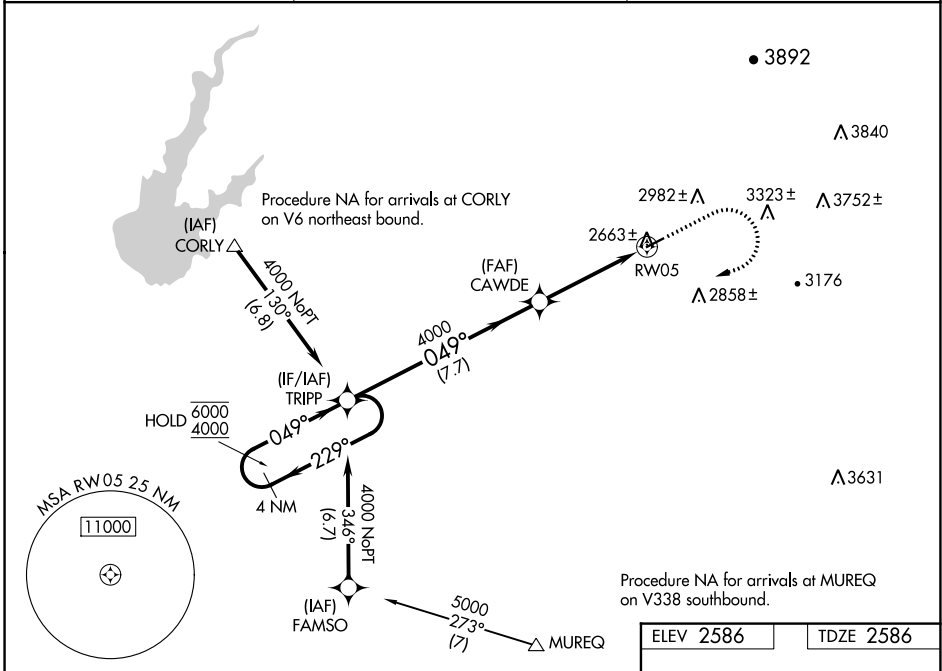 3892
3840
Procedure NA for arrivals at CORLY
on V6 northeast bound.
2982±
3323±
3752±
(IAF)
CORLY
2663±
RW05
(FAF)
CAWDE
3176
2858±
4000 NoPT
130°
(6.8)
4000
049°
(7.7)
(IF/IAF)
TRIPP
HOLD
6000
4000
049°
229°
4 NM
3631
MSA RW05 25 NM
11000
4000 NoPT
346°
(6.7)
Procedure NA for arrivals at MUREQ
on V338 southbound.
(IAF)
FAMSO
5000
273°
(7)
MUREQ
ELEV 2586
TDZE 2586